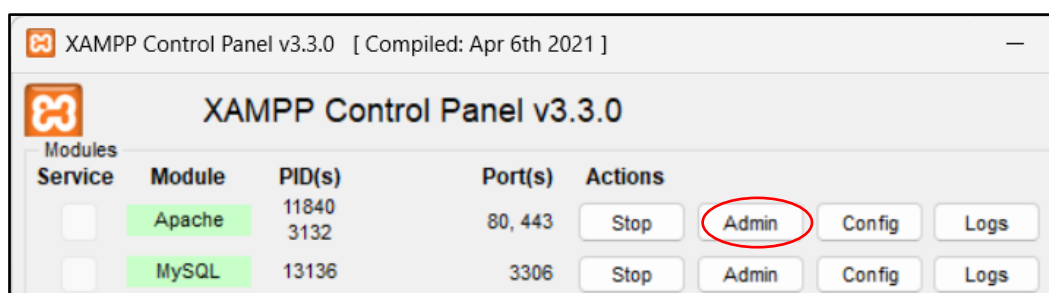 XAMPP Control Panel v3.3.0 [ Compiled: Apr 6th 2021 ]
XAMPP Control Panel v3.3.0
Modules
Service Module PID(s) Port(s) Actions
Apache 11840 3132 80, 443 Stop Admin Config Logs
MySQL 13136 3306 Stop Admin Config Logs